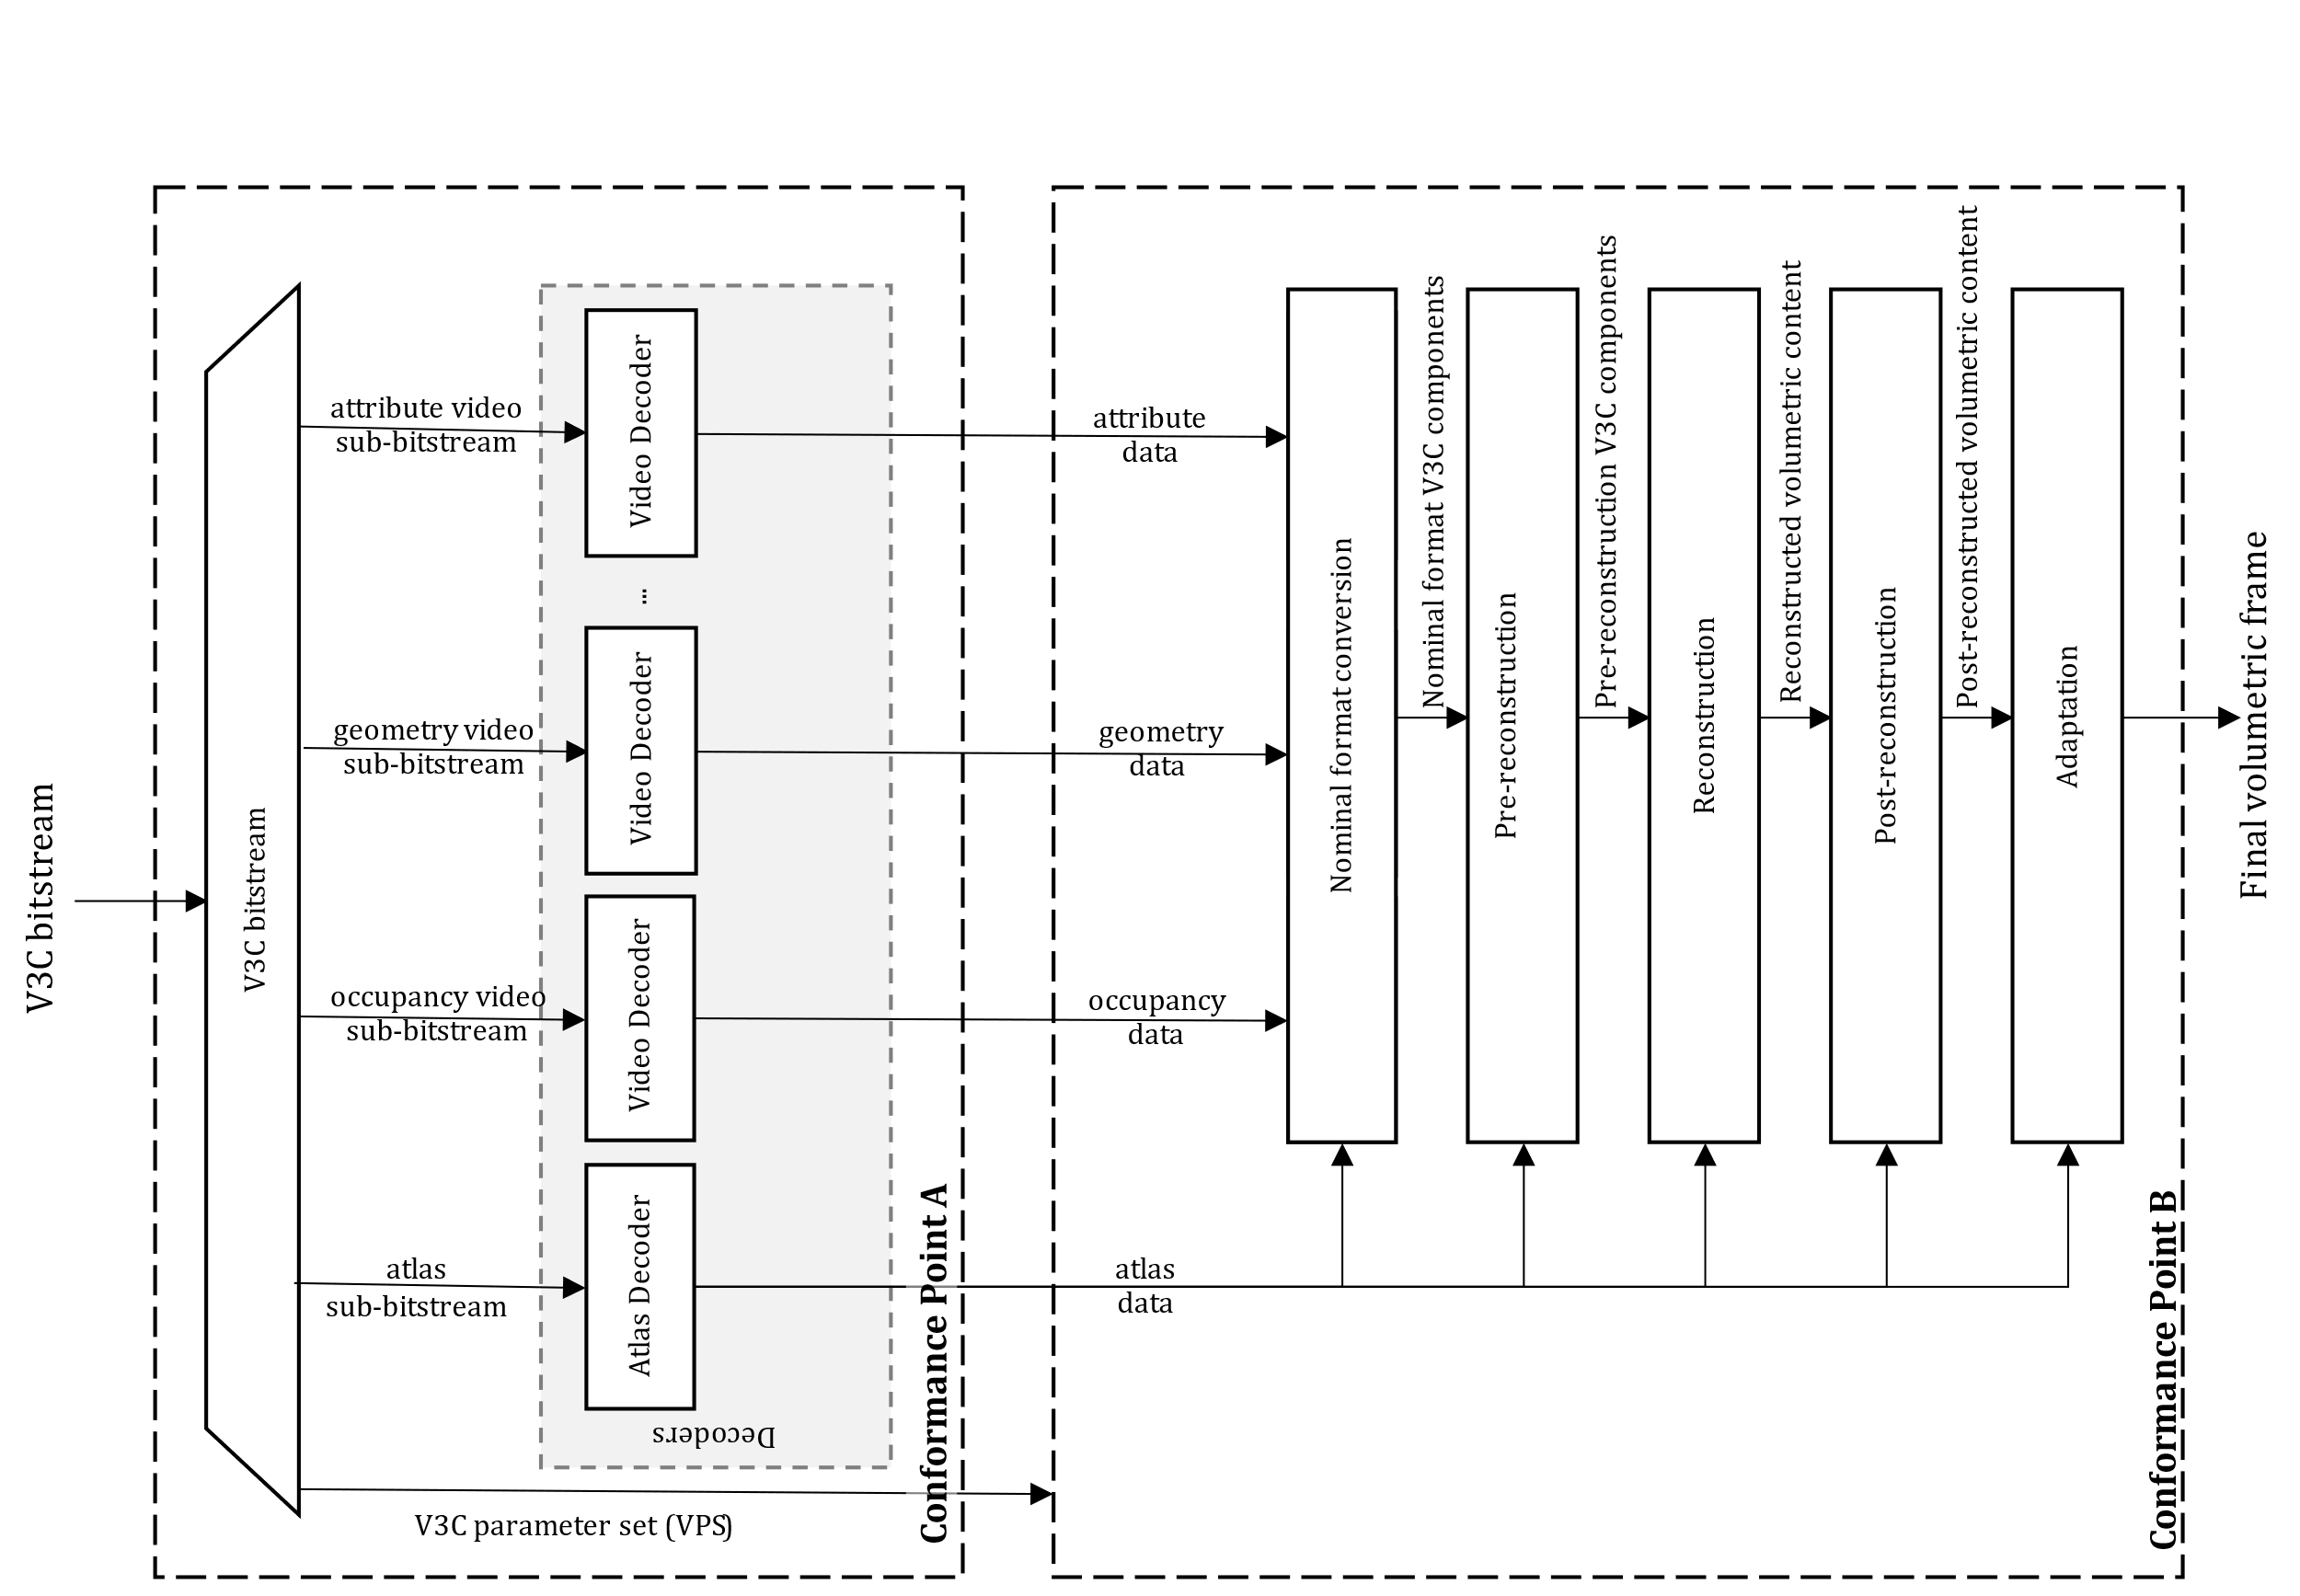 V3C bitstream
V3C bitstream
attribute video
sub-bitstream
geometry video
sub-bitstream
occupancy video
sub-bitstream
atlas
sub-bitstream
V3C parameter set (VPS)
Video Decoder
...
Video Decoder
Video Decoder
Atlas Decoder
Decoders
Conformance Point A
attribute
data
geometry
data
occupancy
data
atlas
data
Nominal format conversion
Nominal format V3C components
Pre-reconstruction
Pre-reconstruction V3C components
Reconstruction
Reconstructed volumetric content
Post-reconstruction
Post-reconstructed volumetric content
Adaptation
Conformance Point B
Final volumetric frame